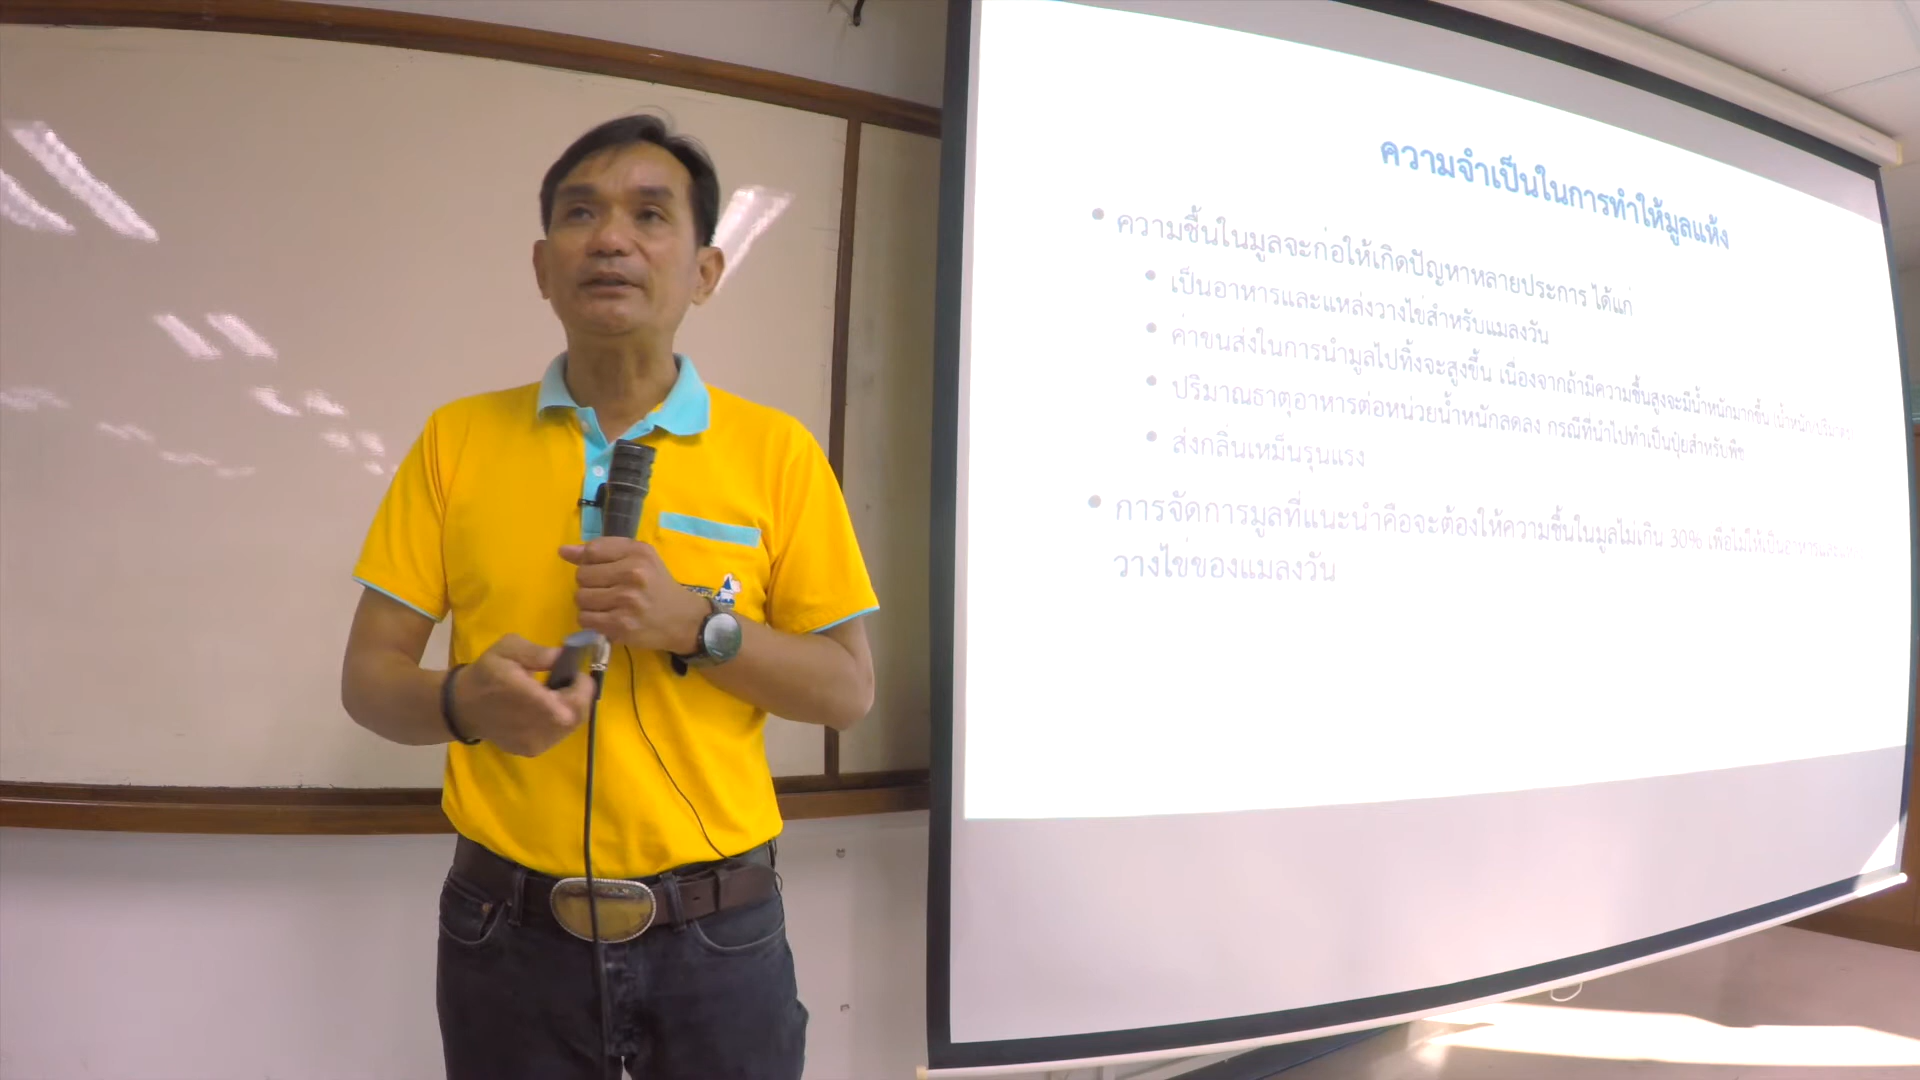 ความจำเป็นในการทำให้มูลแห้ง
• ความชื้นในมูลจะก่อให้เกิดปัญหาหลายประการ ได้แก่
• เป็นอาหารและแหล่งวางไข่สำหรับแมลงวัน
• ค่าขนส่งในการนำมูลไปทิ้งจะสูงขึ้น เนื่องจากถ้ามีความชื้นสูงจะมีน้ำหนักมากขึ้น
• ปริมาณธาตุอาหารต่อหน่วยน้ำหนักลดลง กรณีที่นำไปทำเป็นปุ๋ยสำหรับพืช
• ส่งกลิ่นเหม็นรุนแรง
• การจัดการมูลที่แนะนำคือจะต้องให้ความชื้นในมูลไม่เกิน 30% เพื่อไม่ให้เป็นอาหารและ
วางไข่ของแมลงวัน